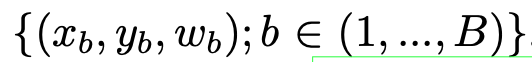 {(x_b, y_b, w_b); b ∈ (1, ..., B)}.